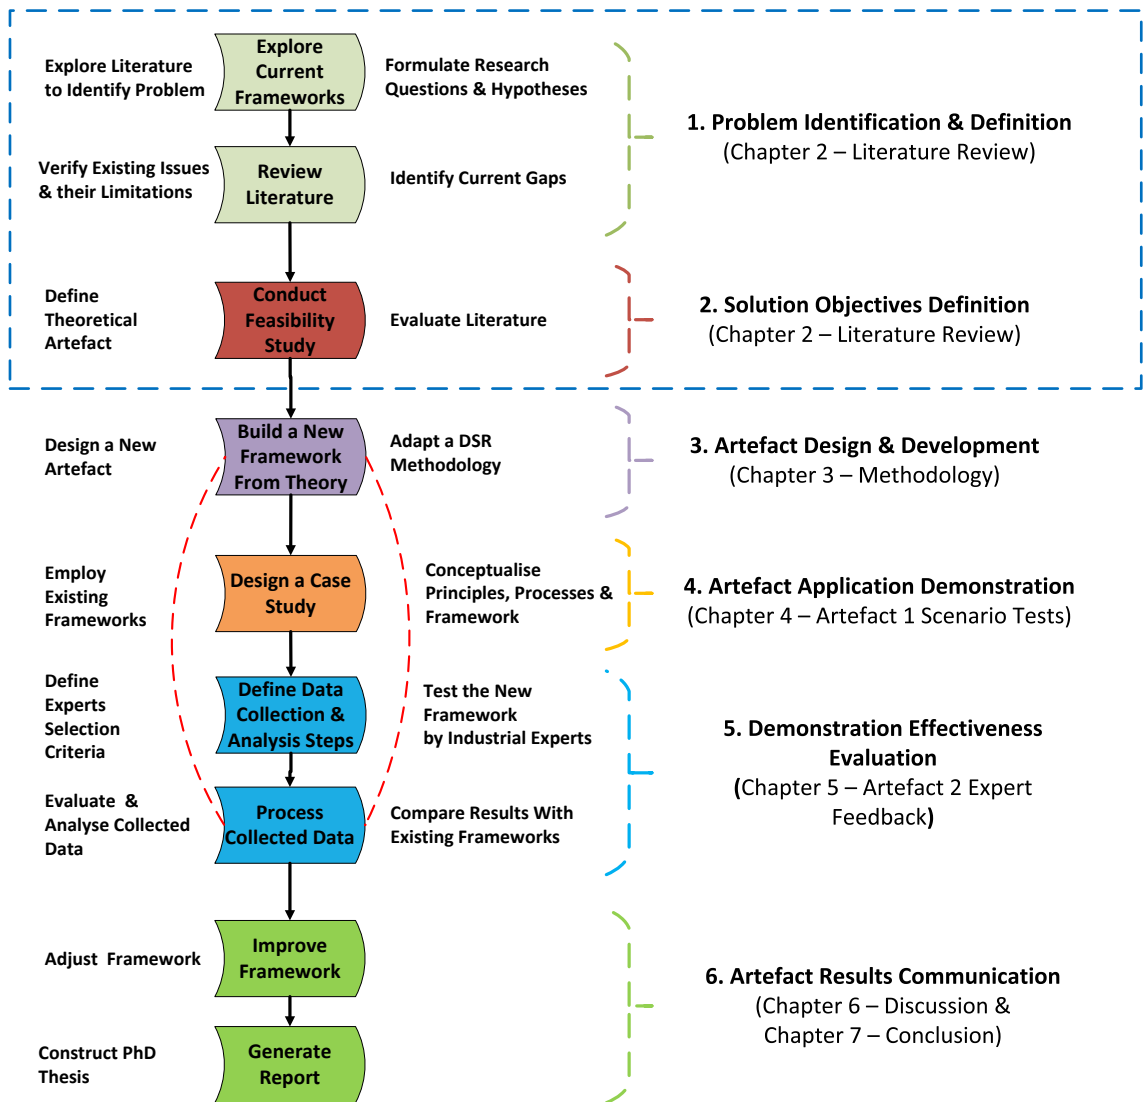 Explore Literature
to Identify Problem
Explore
Current
Frameworks
Formulate Research
Questions & Hypotheses
1. Problem Identification & Definition
(Chapter 2 – Literature Review)
Verify Existing Issues
& their Limitations
Review
Literature
Identify Current Gaps
Define
Theoretical
Artefact
Conduct
Feasibility
Study
Evaluate Literature
2. Solution Objectives Definition
(Chapter 2 – Literature Review)
Design a New
Artefact
Build a New
Framework
From Theory
Adapt a DSR
Methodology
3. Artefact Design & Development
(Chapter 3 – Methodology)
Employ
Existing
Frameworks
Design a Case
Study
Conceptualise
Principles, Processes &
Framework
4. Artefact Application Demonstration
(Chapter 4 – Artefact 1 Scenario Tests)
Define
Experts
Selection
Criteria
Define Data
Collection &
Analysis Steps
Test the New
Framework
by Industrial Experts
5. Demonstration Effectiveness
Evaluation
(Chapter 5 – Artefact 2 Expert
Feedback)
Evaluate &
Analyse Collected
Data
Process
Collected Data
Compare Results With
Existing Frameworks
Adjust Framework
Improve
Framework
6. Artefact Results Communication
(Chapter 6 – Discussion &
Chapter 7 – Conclusion)
Construct PhD
Thesis
Generate
Report